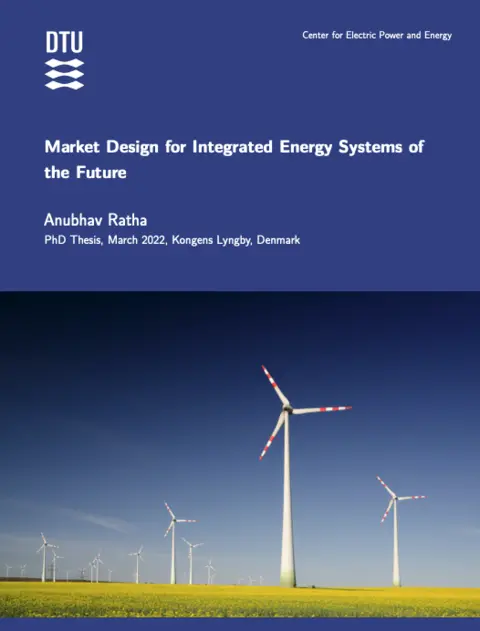 DTU
Center for Electric Power and Energy
Market Design for Integrated Energy Systems of
the Future
Anubhav Ratha
PhD Thesis, March 2022, Kongens Lyngby, Denmark